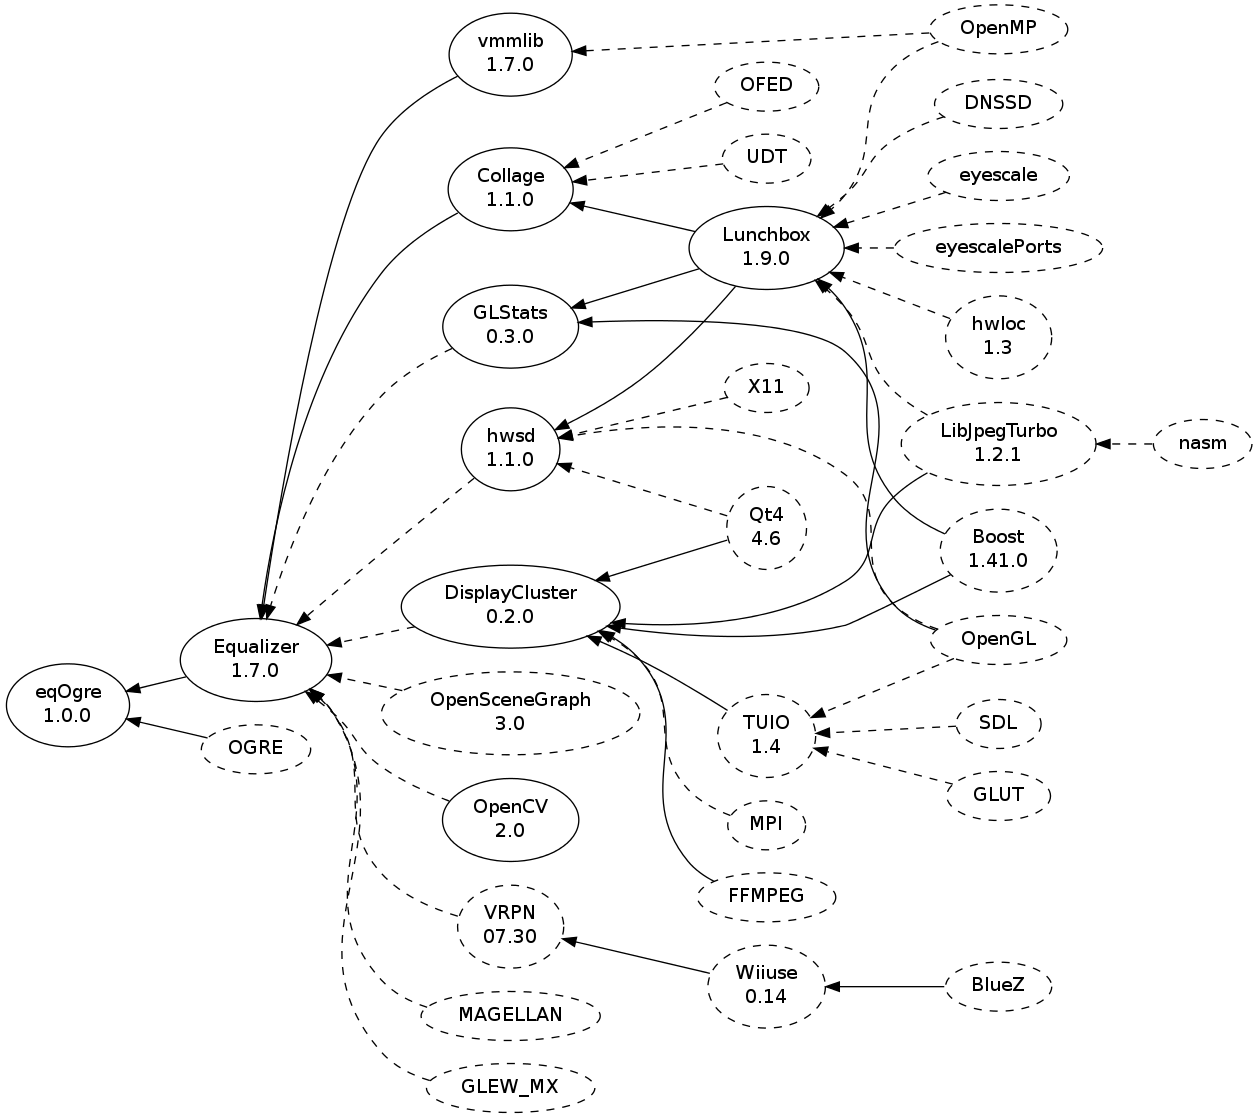 OpenMP
vmmlib
1.7.0
OFED
DNSSD
UDT
eyescale
Collage
1.1.0
Lunchbox
1.9.0
eyescalePorts
GLStats
0.3.0
hwloc
1.3
X11
hwsd
1.1.0
LibJpegTurbo
1.2.1
nasm
Qt4
4.6
Boost
1.41.0
DisplayCluster
0.2.0
OpenGL
Equalizer
1.7.0
eqOgre
1.0.0
OpenSceneGraph
3.0
TUIO
1.4
SDL
OGRE
GLUT
OpenCV
2.0
MPI
FFMPEG
VRPN
07.30
Wiiuse
0.14
BlueZ
MAGELLAN
GLEW_MX